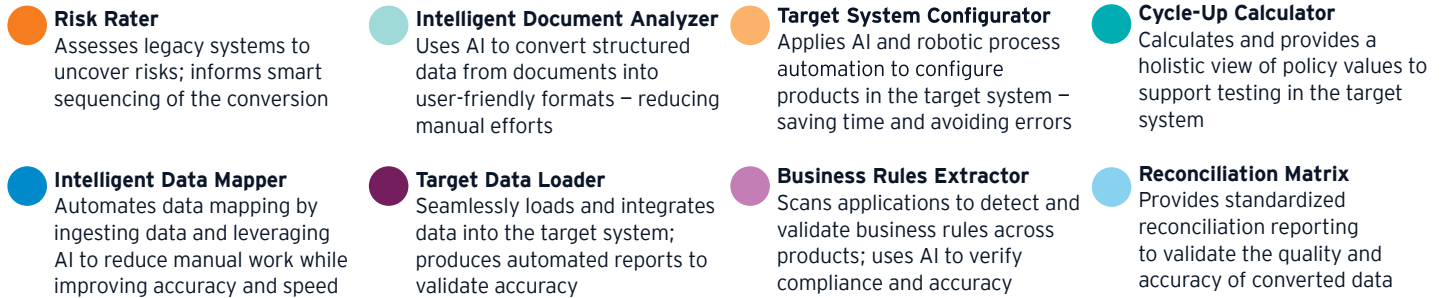 Risk Rater
Assesses legacy systems to
uncover risks; informs smart
sequencing of the conversion
Intelligent Document Analyzer
Uses AI to convert structured
data from documents into
user-friendly formats — reducing
manual efforts
Target System Configurator
Applies AI and robotic process
automation to configure
products in the target system —
saving time and avoiding errors
Cycle-Up Calculator
Calculates and provides a
holistic view of policy values to
support testing in the target
system
Intelligent Data Mapper
Automates data mapping by
ingesting data and leveraging
AI to reduce manual work while
improving accuracy and speed
Target Data Loader
Seamlessly loads and integrates
data into the target system;
produces automated reports to
validate accuracy
Business Rules Extractor
Scans applications to detect and
validate business rules across
products; uses AI to verify
compliance and accuracy
Reconciliation Matrix
Provides standardized
reconciliation reporting
to validate the quality and
accuracy of converted data